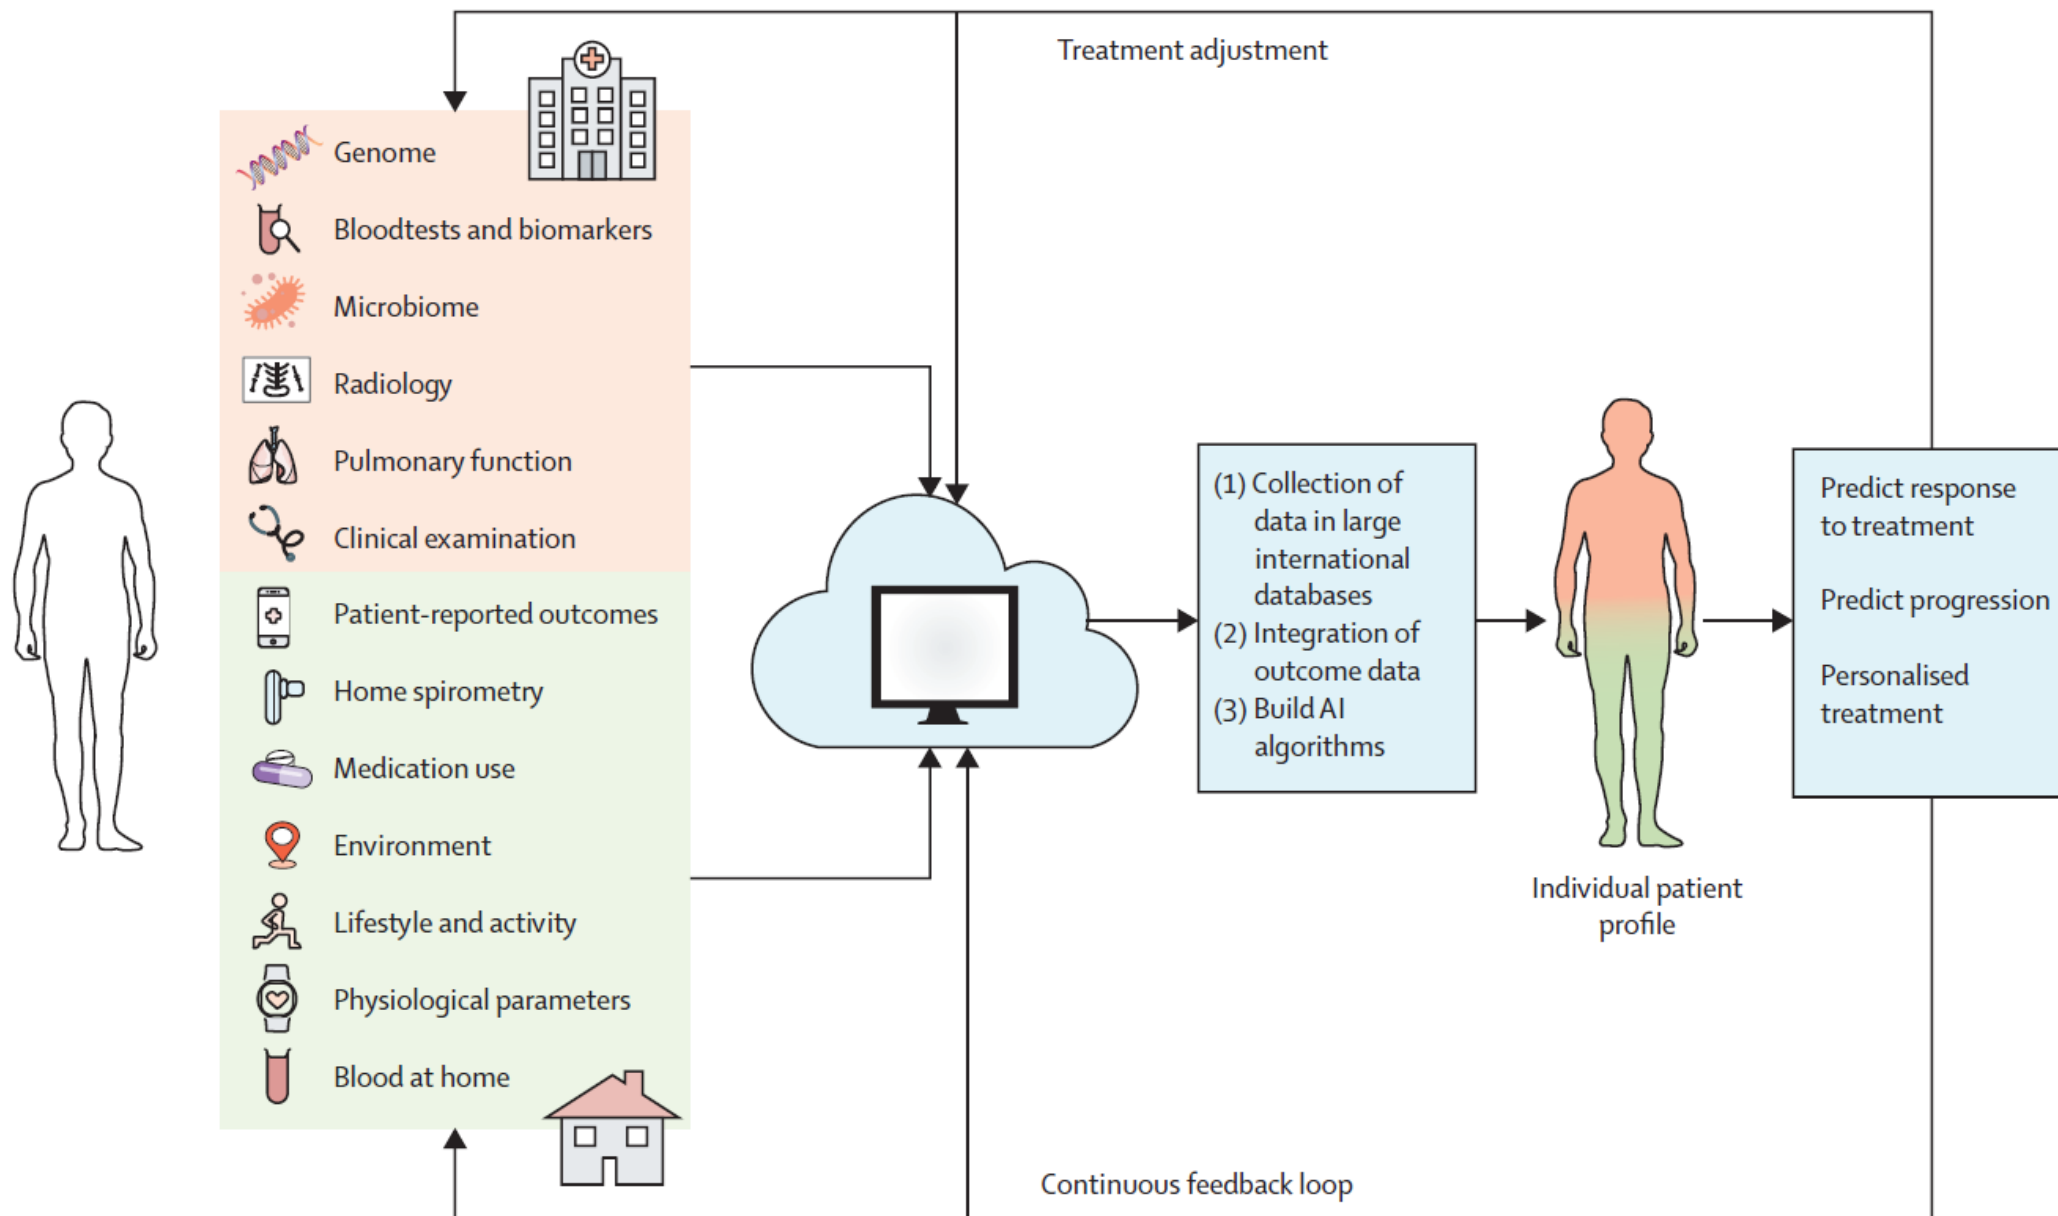 Treatment adjustment
Genome
Bloodtests and biomarkers
Microbiome
Radiology
Pulmonary function
Clinical examination
Patient-reported outcomes
Home spirometry
Medication use
Environment
Lifestyle and activity
Physiological parameters
Blood at home
(1) Collection of
data in large
international
databases
(2) Integration of
outcome data
(3) Build AI
algorithms
Individual patient
profile
Predict response
to treatment
Predict progression
Personalised
treatment
Continuous feedback loop